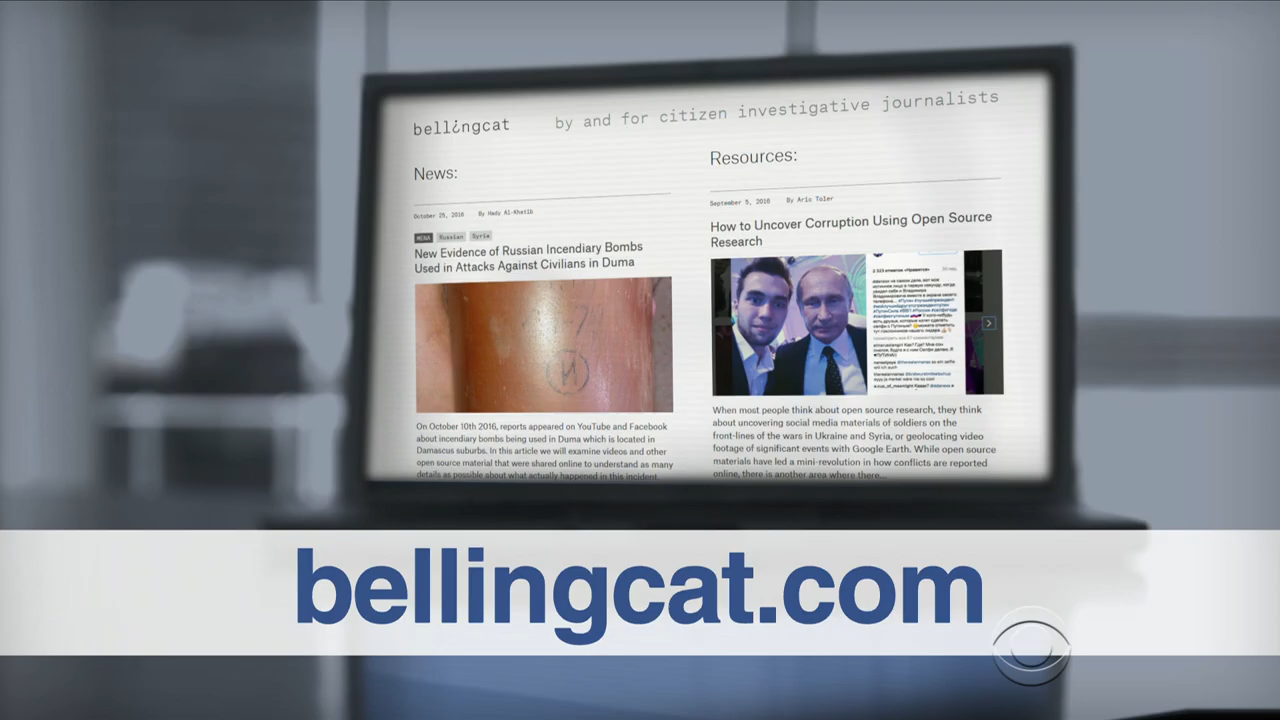 bellingcat
by and for citizen investigative journalists
News:
October 25, 2016 By Hady Al-Khatib
MENA Russian Syria
New Evidence of Russian Incendiary Bombs
Used in Attacks Against Civilians in Duma
И
On October 10th 2016, reports appeared on YouTube and Facebook
about incendiary bombs being used in Duma which is located in
Damascus suburbs. In this article we will examine videos and other
open source material that were shared online to understand as many
details as possible about what actually happened in this incident.
Resources:
September 5, 2016 By Aric Toler
How to Uncover Corruption Using Open Source
Research
2 323 отметок «Нравится»
When most people think about open source research, they think
about uncovering social media materials of soldiers on the
front-lines of the wars in Ukraine and Syria, or geolocating video
footage of significant events with Google Earth. While open source
materials have led a mini-revolution in how conflicts are reported
online, there is another area where there...
bellingcat.com